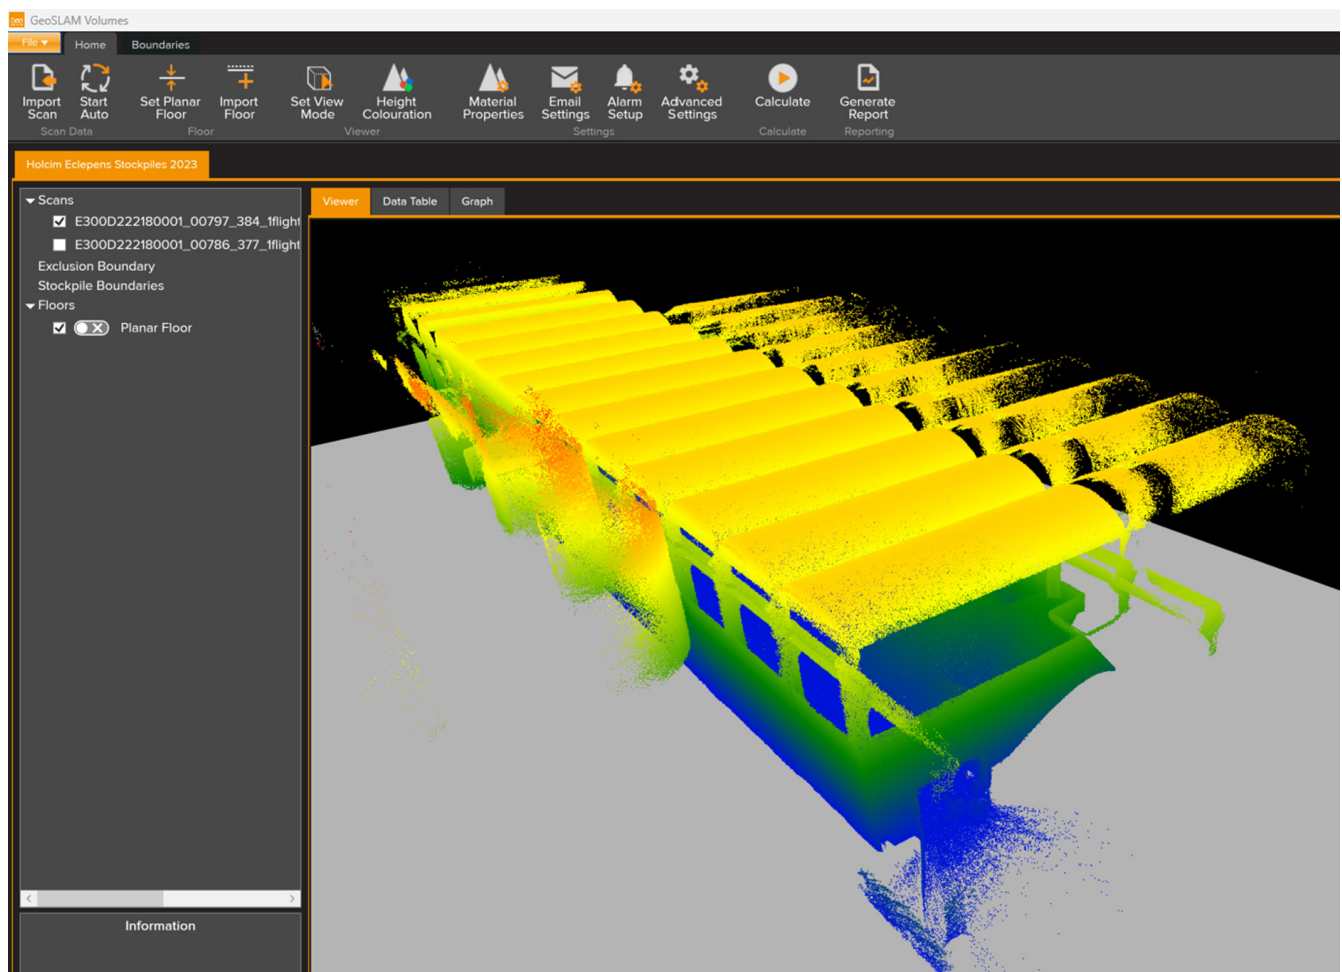 Geo GeoSLAM Volumes
File Home Boundaries
Import Scan
Start Auto
Scan Data
Set Planar Floor
Import Floor
Floor
Set View Mode
Height Colouration
Viewer
Material Properties
Email Settings
Alarm Setup
Advanced Settings
Settings
Calculate
Calculate
Generate Report
Reporting
Holcim Eclepens Stockpiles 2023
Scans
E300D222180001_00797_384_1flight
E300D222180001_00786_377_1flight
Exclusion Boundary
Stockpile Boundaries
Floors
Planar Floor
Information
Viewer Data Table Graph